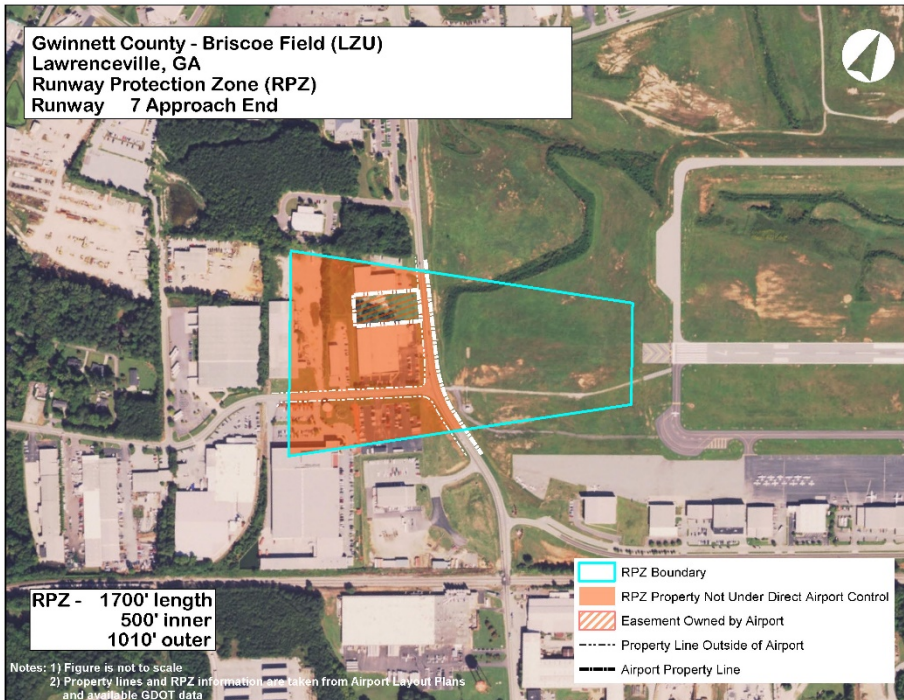 Gwinnett County - Briscoe Field (LZU)
Lawrenceville, GA
Runway Protection Zone (RPZ)
Runway 7 Approach End
RPZ - 1700' length
500' inner
1010' outer
Notes: 1) Figure is not to scale
2) Property lines and RPZ information are taken from Airport Layout Plans
and available GDOT data
RPZ Boundary
RPZ Property Not Under Direct Airport Control
Easement Owned by Airport
Property Line Outside of Airport
Airport Property Line